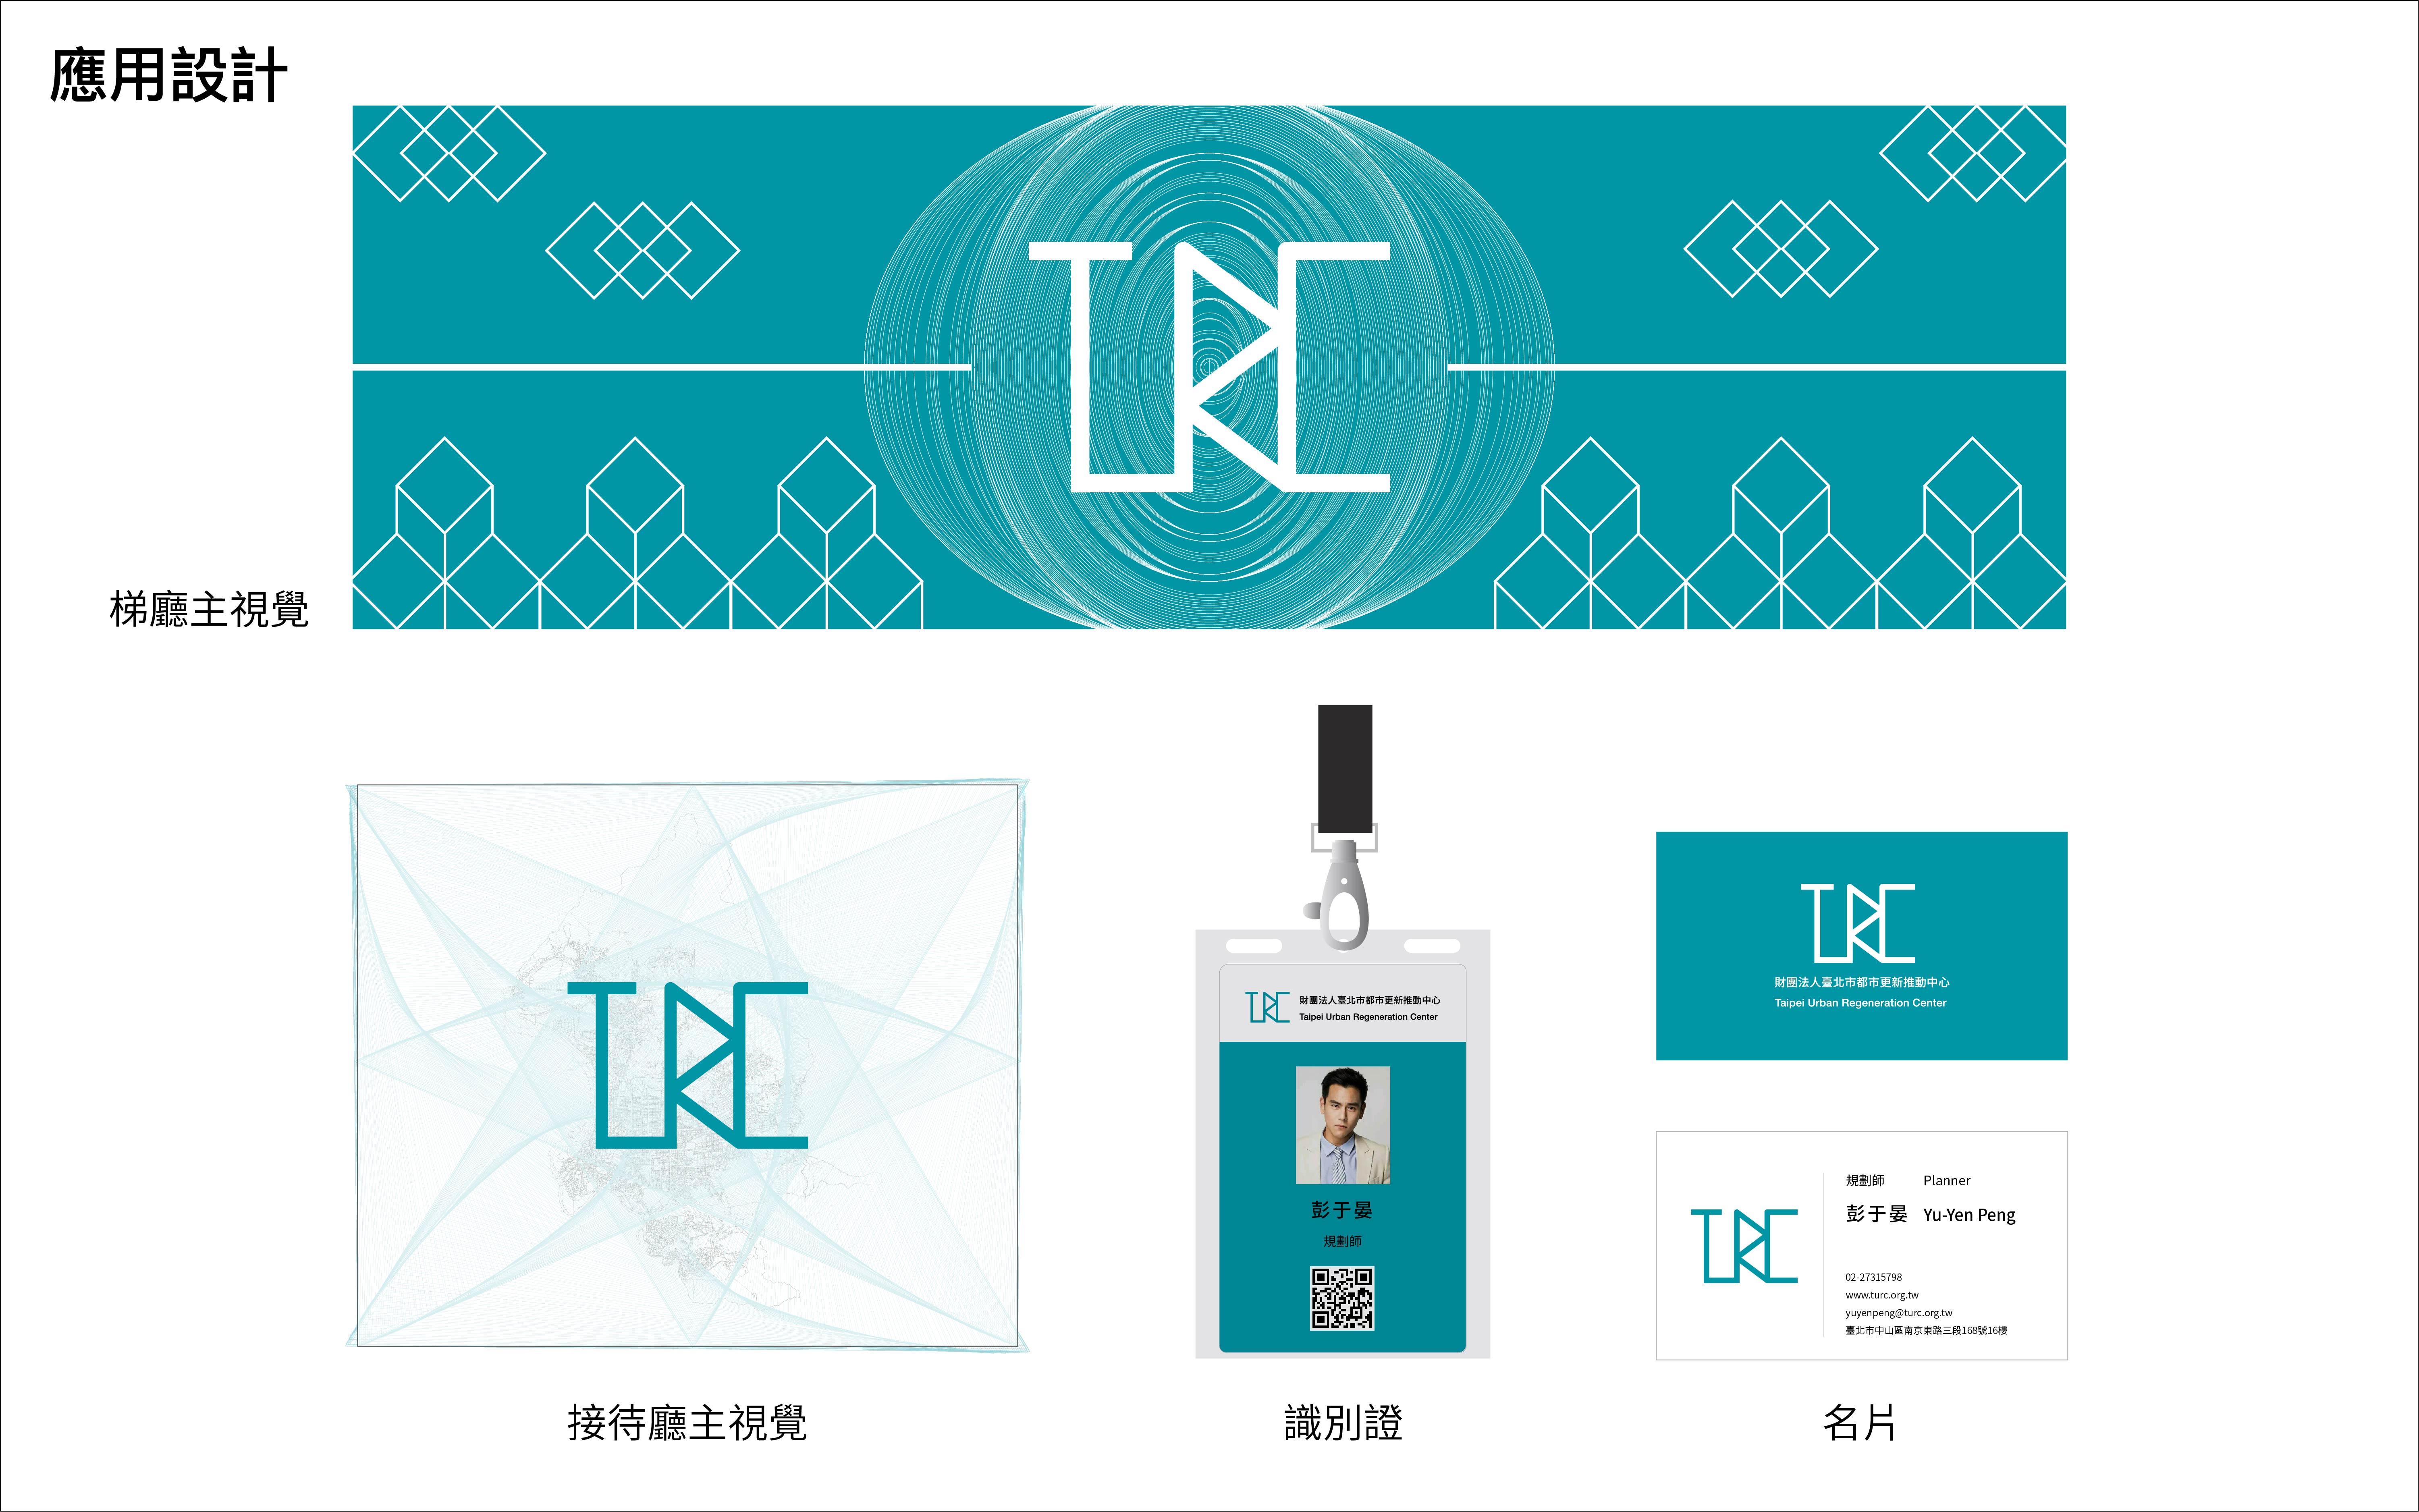 應用設計
梯廳主視覺
TURC
TURC
財團法人臺北市都市更新推動中心
Taipei Urban Regeneration Center
彭于晏
規劃師
TURC
財團法人臺北市都市更新推動中心
Taipei Urban Regeneration Center
規劃師 Planner
彭于晏 Yu-Yen Peng
02-27315798
www.turc.org.tw
yuyenpeng@turc.org.tw
臺北市中山區南京東路三段168號16樓
接待廳主視覺
識別證
名片